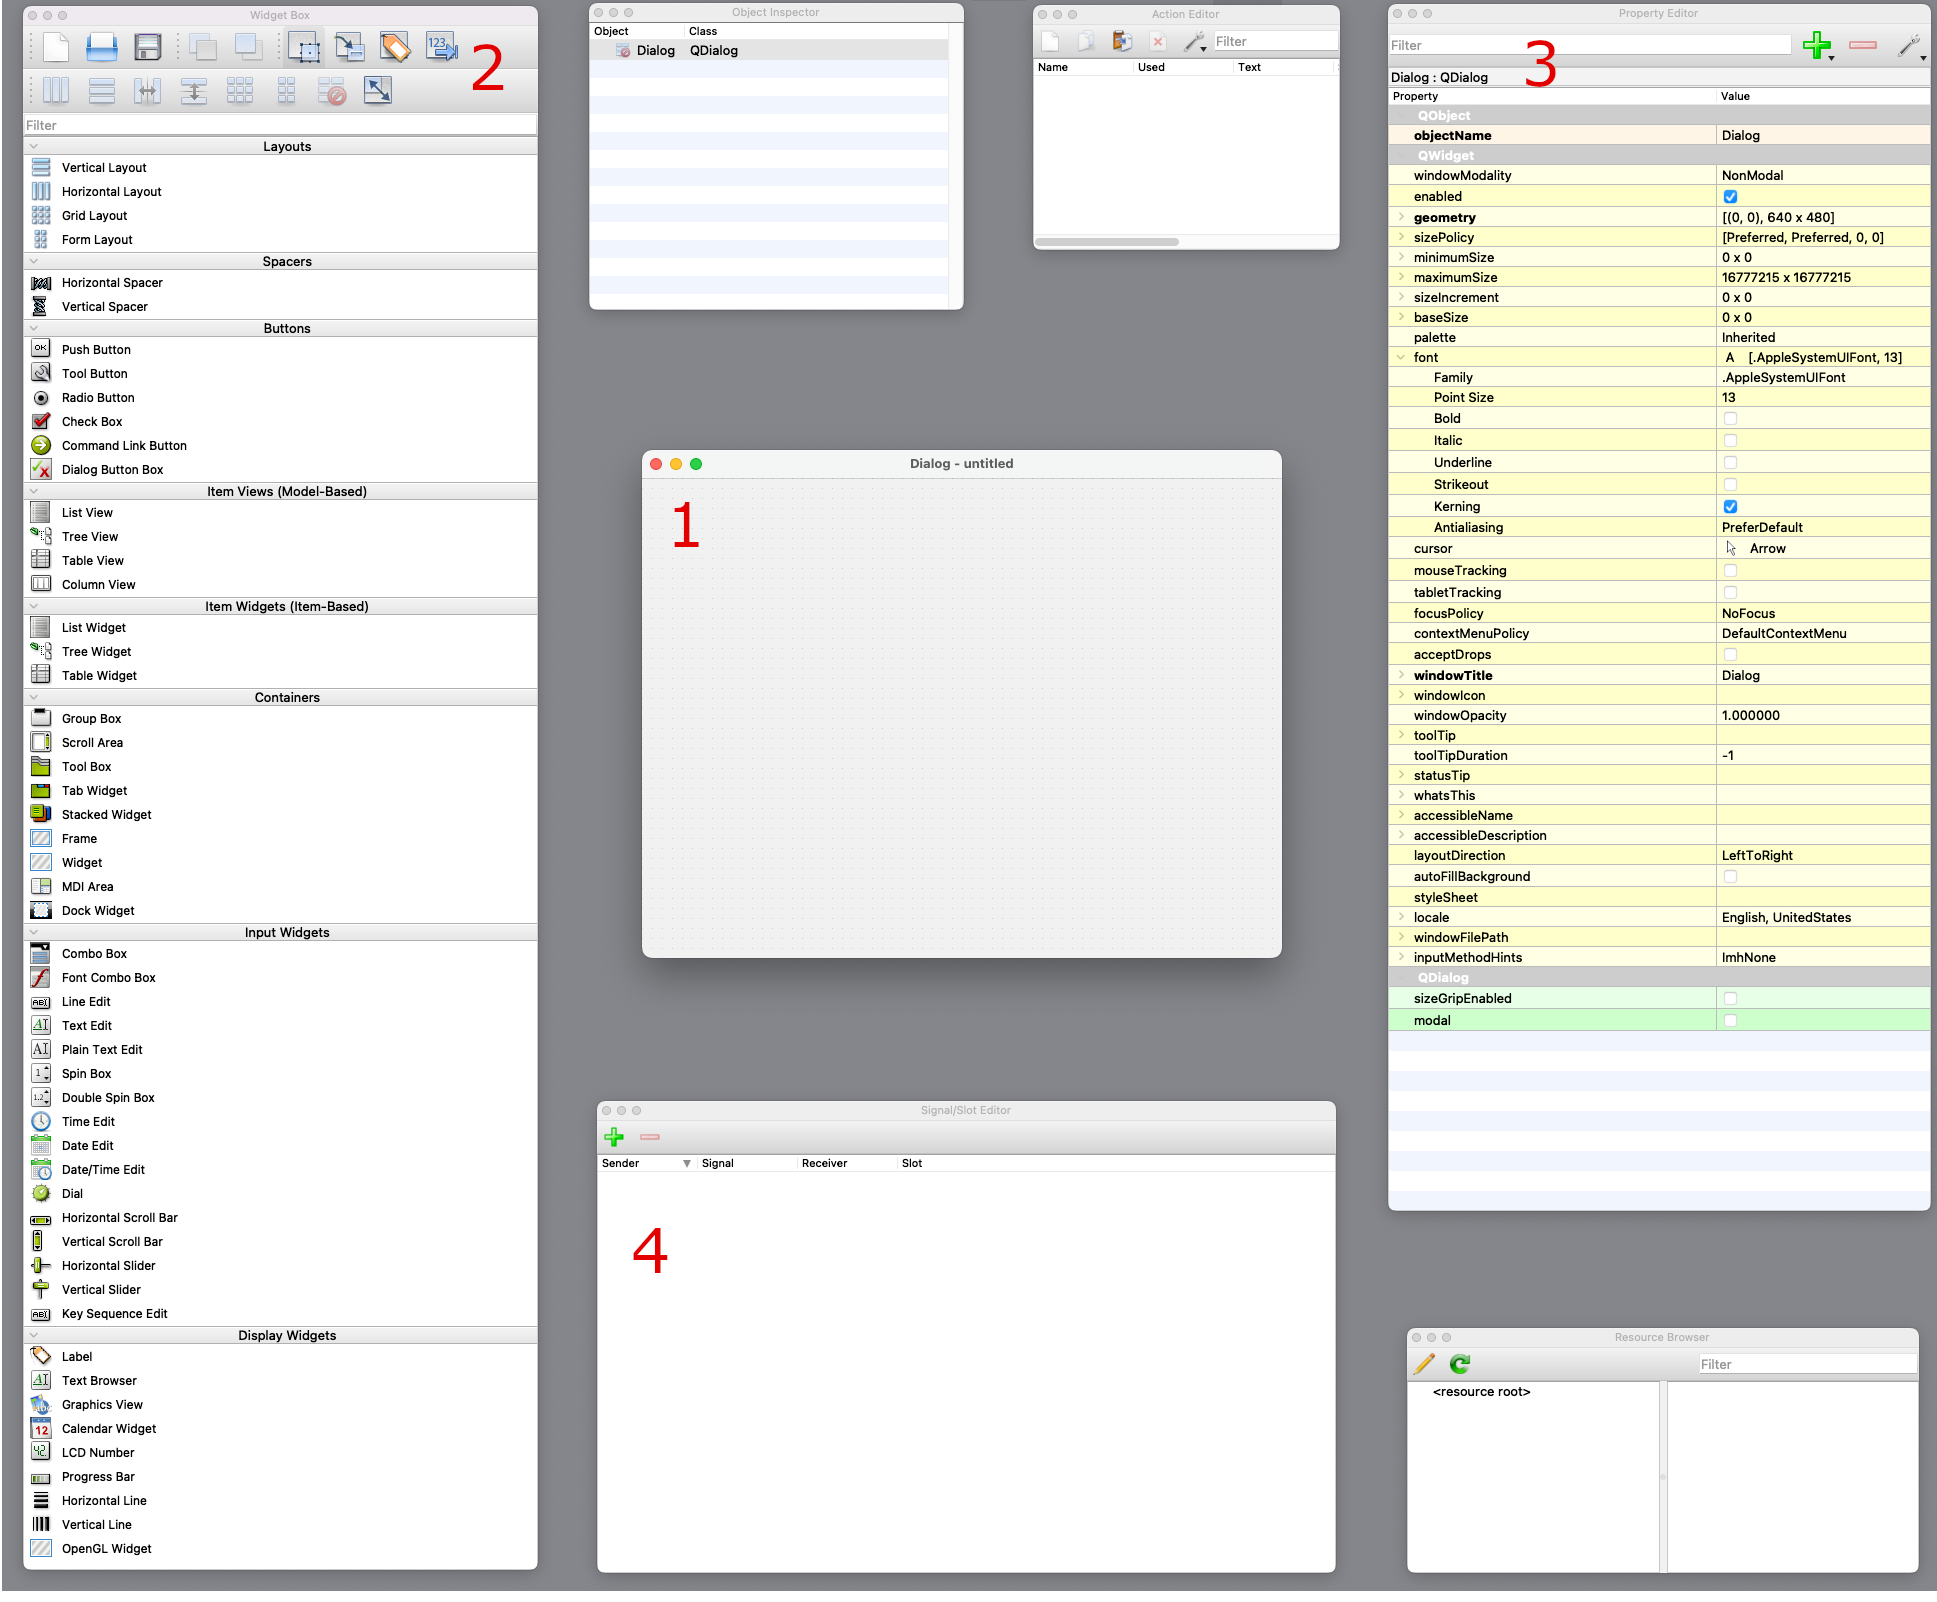 Widget Box
123
2
Filter
Layouts
Vertical Layout
Horizontal Layout
Grid Layout
Form Layout
Spacers
Horizontal Spacer
Vertical Spacer
Buttons
OK Push Button
Tool Button
Radio Button
Check Box
Command Link Button
Dialog Button Box
Item Views (Model-Based)
List View
Tree View
Table View
Column View
Item Widgets (Item-Based)
List Widget
Tree Widget
Table Widget
Containers
Group Box
Scroll Area
Tool Box
Tab Widget
Stacked Widget
Frame
Widget
MDI Area
Dock Widget
Input Widgets
Combo Box
Font Combo Box
ABI Line Edit
AI Text Edit
AI Plain Text Edit
1 Spin Box
1.2 Double Spin Box
Time Edit
Date Edit
Date/Time Edit
Dial
Horizontal Scroll Bar
Vertical Scroll Bar
Horizontal Slider
Vertical Slider
ABI Key Sequence Edit
Display Widgets
Label
AI Text Browser
Graphics View
12 Calendar Widget
42 LCD Number
Progress Bar
Horizontal Line
Vertical Line
OpenGL Widget
Object Inspector
Object Class
Dialog QDialog
Action Editor
Filter
Name Used Text
Dialog - untitled
1
Signal/Slot Editor
Sender Signal Receiver Slot
4
Property Editor
Filter
3
Dialog : QDialog
Property Value
QObject
objectName Dialog
QWidget
windowModality NonModal
enabled
geometry [(0, 0), 640 x 480]
sizePolicy [Preferred, Preferred, 0, 0]
minimumSize 0 x 0
maximumSize 16777215 x 16777215
sizeIncrement 0 x 0
baseSize 0 x 0
palette Inherited
font A [.AppleSystemUIFont, 13]
Family .AppleSystemUIFont
Point Size 13
Bold
Italic
Underline
Strikeout
Kerning
Antialiasing PreferDefault
cursor Arrow
mouseTracking
tabletTracking
focusPolicy NoFocus
contextMenuPolicy DefaultContextMenu
acceptDrops
windowTitle Dialog
windowIcon
windowOpacity 1.000000
toolTip
toolTipDuration -1
statusTip
whatsThis
accessibleName
accessibleDescription
layoutDirection LeftToRight
autoFillBackground
styleSheet
locale English, UnitedStates
windowFilePath
inputMethodHints ImhNone
QDialog
sizeGripEnabled
modal
Resource Browser
Filter
<resource root>